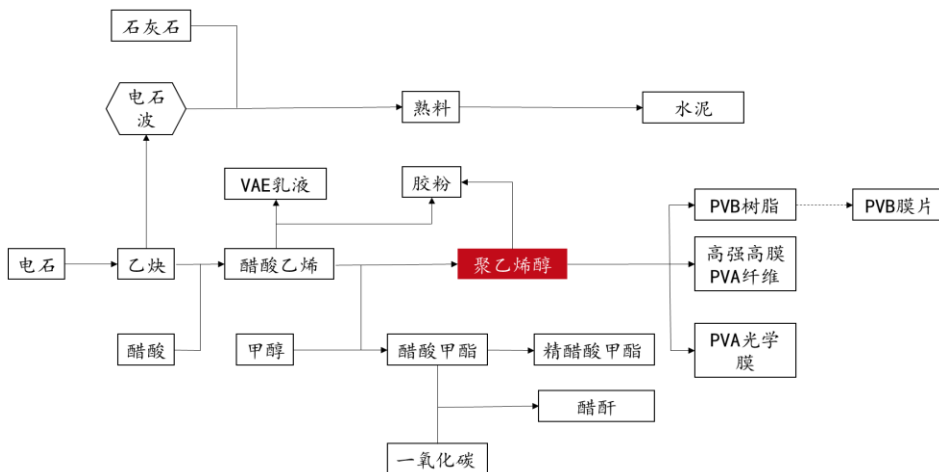 石灰石
电石
波
熟料
水泥
VAE乳液
胶粉
PVB树脂
PVB膜片
电石
乙炔
醋酸乙烯
聚乙烯醇
高强高膜
PVA纤维
醋酸
甲醇
醋酸甲酯
精醋酸甲酯
PVA光学
膜
醋酐
一氧化碳